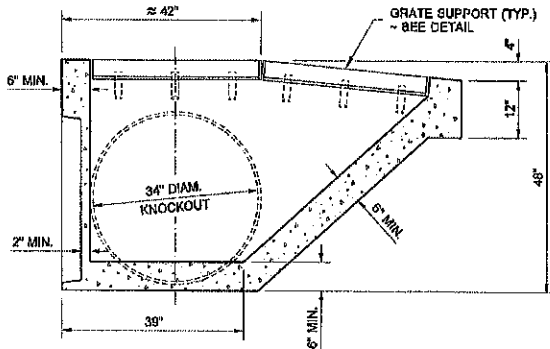 ≈ 42"
GRATE SUPPORT (TYP.)
~ SEE DETAIL
4"
6" MIN.
12"
48"
34" DIAM.
KNOCKOUT
6" MIN.
2" MIN.
39"
6" MIN.